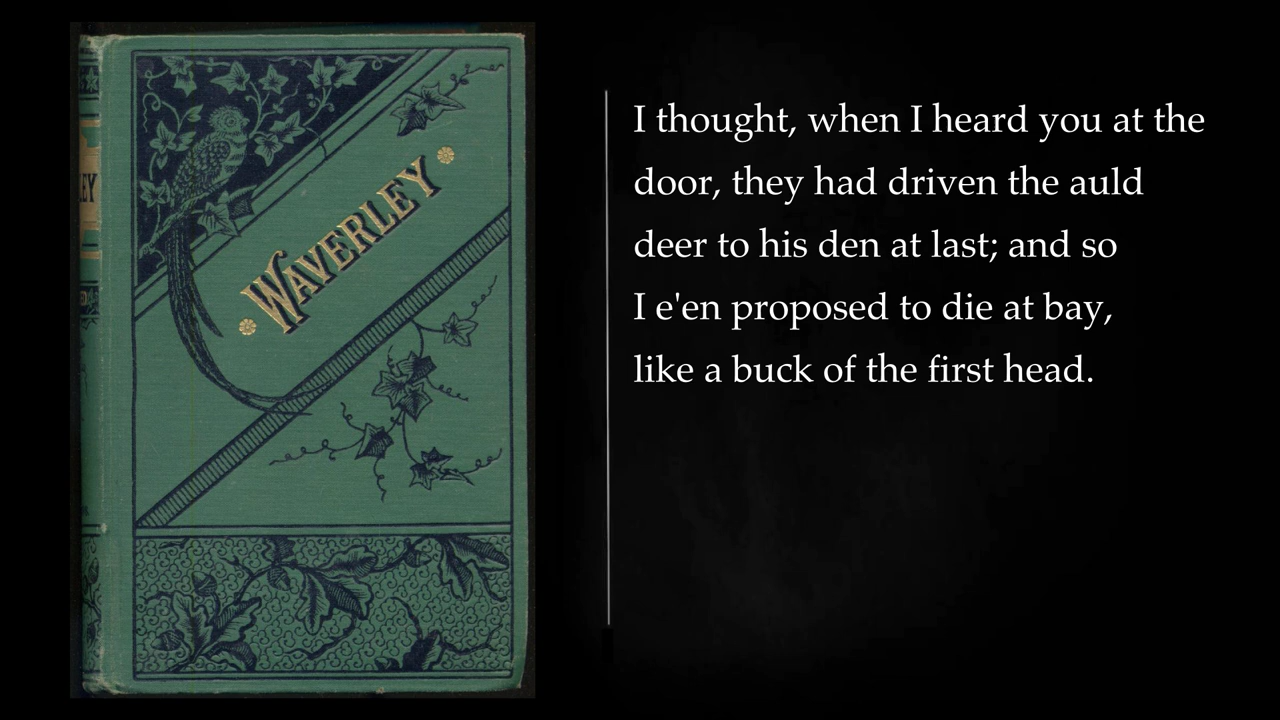 WAVERLEY
EY
I thought, when I heard you at the
door, they had driven the auld
deer to his den at last; and so
I e'en proposed to die at bay,
like a buck of the first head.